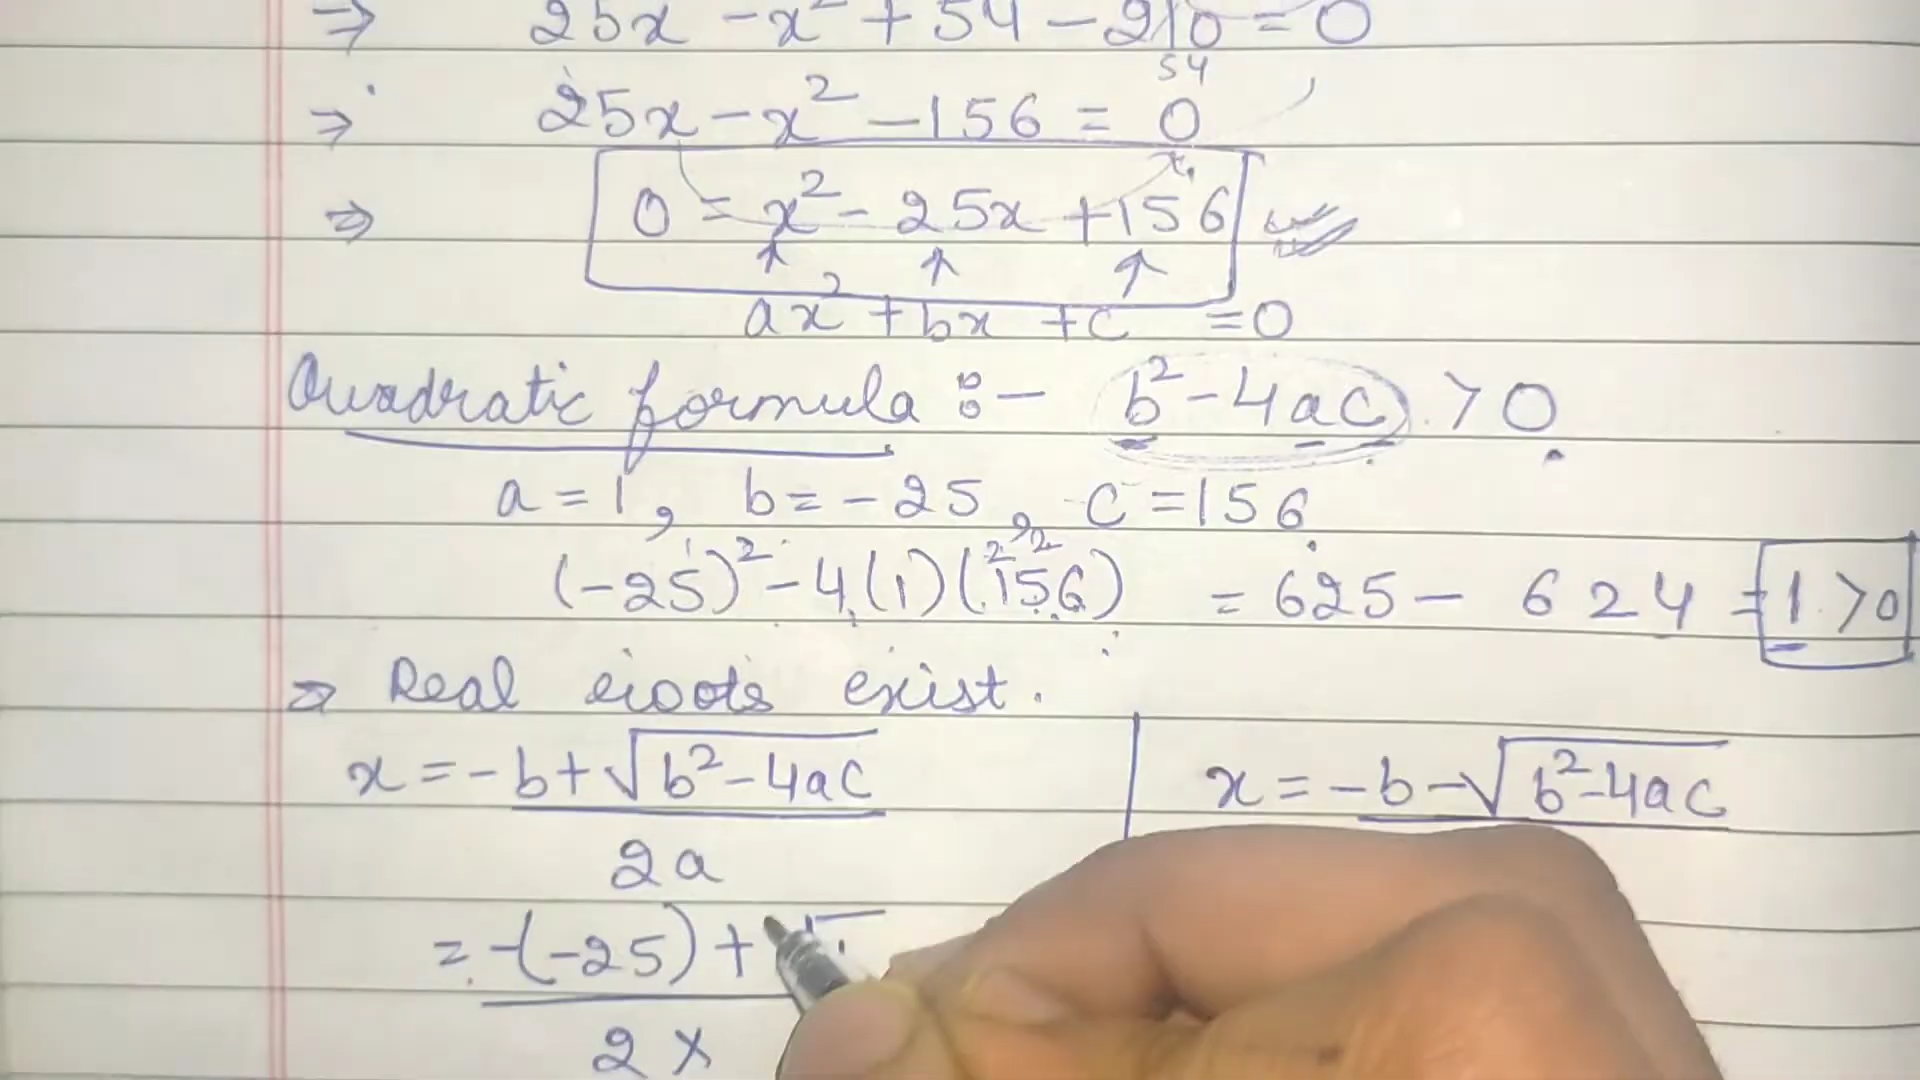 ⇒ 25x - x² + 54 - 210 = 0
54
⇒ 25x - x² - 156 = 0
⇒ 0 = x² - 25x + 156
ax² + bx + c = 0
Quadratic formula :- b² - 4ac > 0
a = 1, b = -25, c = 156
(-25)² - 4(1)(156) = 625 - 624 = 1 > 0
⇒ Real roots exist.
x = -b + √b² - 4ac x = -b - √b² - 4ac
2a
= -(-25) + √1
2 x